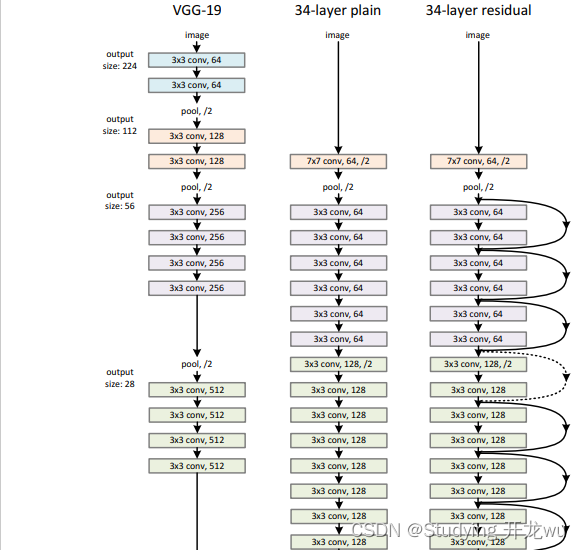 VGG-19
34-layer plain
34-layer residual
image
image
image
output
size: 224
3x3 conv, 64
3x3 conv, 64
pool, /2
output
size: 112
3x3 conv, 128
3x3 conv, 128
7x7 conv, 64, /2
7x7 conv, 64, /2
pool, /2
pool, /2
pool, /2
output
size: 56
3x3 conv, 256
3x3 conv, 64
3x3 conv, 64
3x3 conv, 256
3x3 conv, 64
3x3 conv, 64
3x3 conv, 256
3x3 conv, 64
3x3 conv, 64
3x3 conv, 256
3x3 conv, 64
3x3 conv, 64
3x3 conv, 64
3x3 conv, 64
3x3 conv, 64
3x3 conv, 64
pool, /2
3x3 conv, 128, /2
3x3 conv, 128, /2
output
size: 28
3x3 conv, 512
3x3 conv, 128
3x3 conv, 128
3x3 conv, 512
3x3 conv, 128
3x3 conv, 128
3x3 conv, 512
3x3 conv, 128
3x3 conv, 128
3x3 conv, 512
3x3 conv, 128
3x3 conv, 128
3x3 conv, 128
3x3 conv, 128
3x3 conv, 128
3x3 conv, 128
3x3 conv, 128
3x3 conv, 128
CSDN @Studying_开龙wu